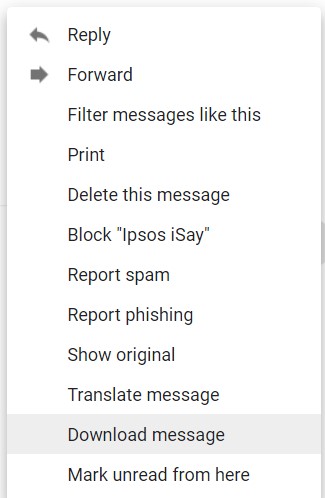 Reply
Forward
Filter messages like this
Print
Delete this message
Block "Ipsos iSay"
Report spam
Report phishing
Show original
Translate message
Download message
Mark unread from here